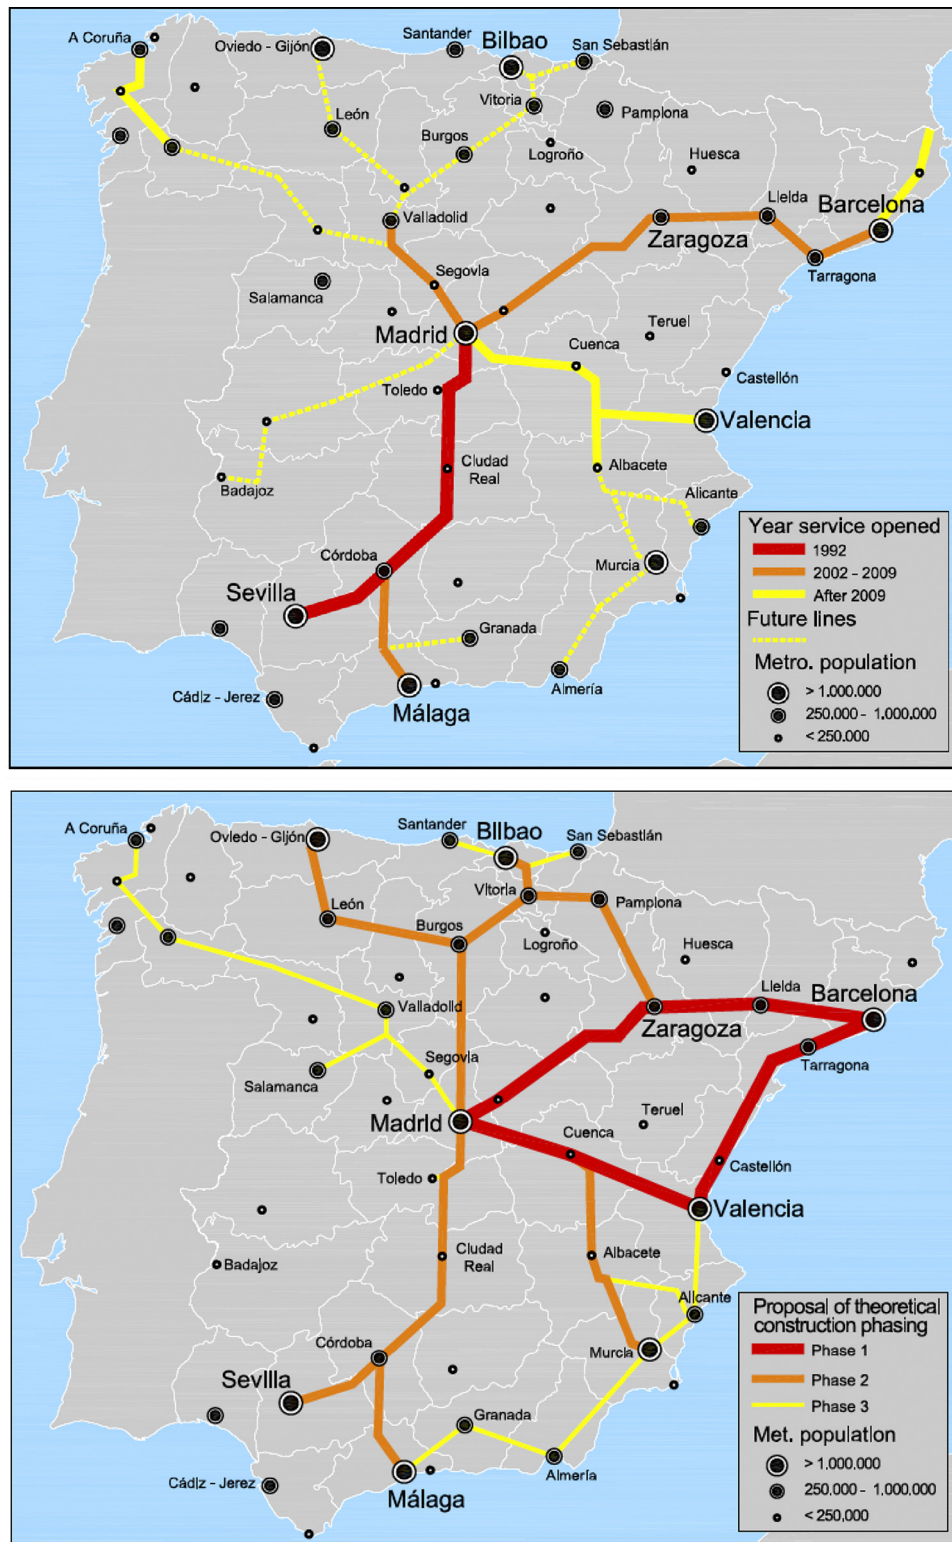 A Coruña
Oviedo - Gijón
Santander
Bilbao
San Sebastián
León
Vitoria
Pamplona
Burgos
Logroño
Huesca
Valladolid
Lleida
Barcelona
Zaragoza
Segovia
Tarragona
Salamanca
Madrid
Teruel
Cuenca
Castellón
Toledo
Valencia
Ciudad
Real
Albacete
Badajoz
Alicante
Córdoba
Murcia
Sevilla
Granada
Almería
Cádiz - Jerez
Málaga
Year service opened
1992
2002 - 2009
After 2009
Future lines
Metro. population
> 1.000.000
250.000 - 1.000.000
< 250.000
A Coruña
Oviedo - Gijón
Santander
Bilbao
San Sebastián
León
Vitoria
Pamplona
Burgos
Logroño
Huesca
Valladolid
Lleida
Barcelona
Zaragoza
Segovia
Tarragona
Salamanca
Madrid
Teruel
Cuenca
Castellón
Toledo
Valencia
Ciudad
Real
Albacete
Badajoz
Alicante
Córdoba
Murcia
Sevilla
Granada
Almería
Cádiz - Jerez
Málaga
Proposal of theoretical
construction phasing
Phase 1
Phase 2
Phase 3
Met. population
> 1,000,000
250,000 - 1,000,000
< 250,000